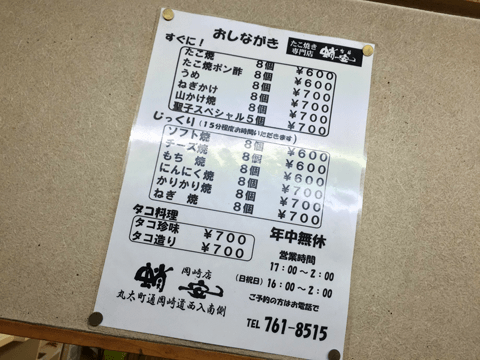 おしながき
たこ焼き
専門店
蛸安
すぐに！
たこ焼 8個 ￥600
たこ焼ポン酢 8個 ￥600
うめ 8個 ￥700
ねぎかけ 8個 ￥700
山かけ焼 8個 ￥700
聖子スペシャル5個 ￥700
じっくり（15分程度お時間いただきます）
ソフト焼 8個 ￥600
チーズ焼 8個 ￥600
もち 焼 8個 ￥700
にんにく焼 8個 ￥700
かりかり焼 8個 ￥700
ねぎ 焼 8個 ￥700
タコ料理
タコ珍味 ￥700
タコ造り ￥700
年中無休
営業時間
17：00～2：00
（日祝日）16：00～2：00
ご予約の方はお電話で
TEL 761-8515
蛸安 岡崎店
丸太町通岡崎道西入南側